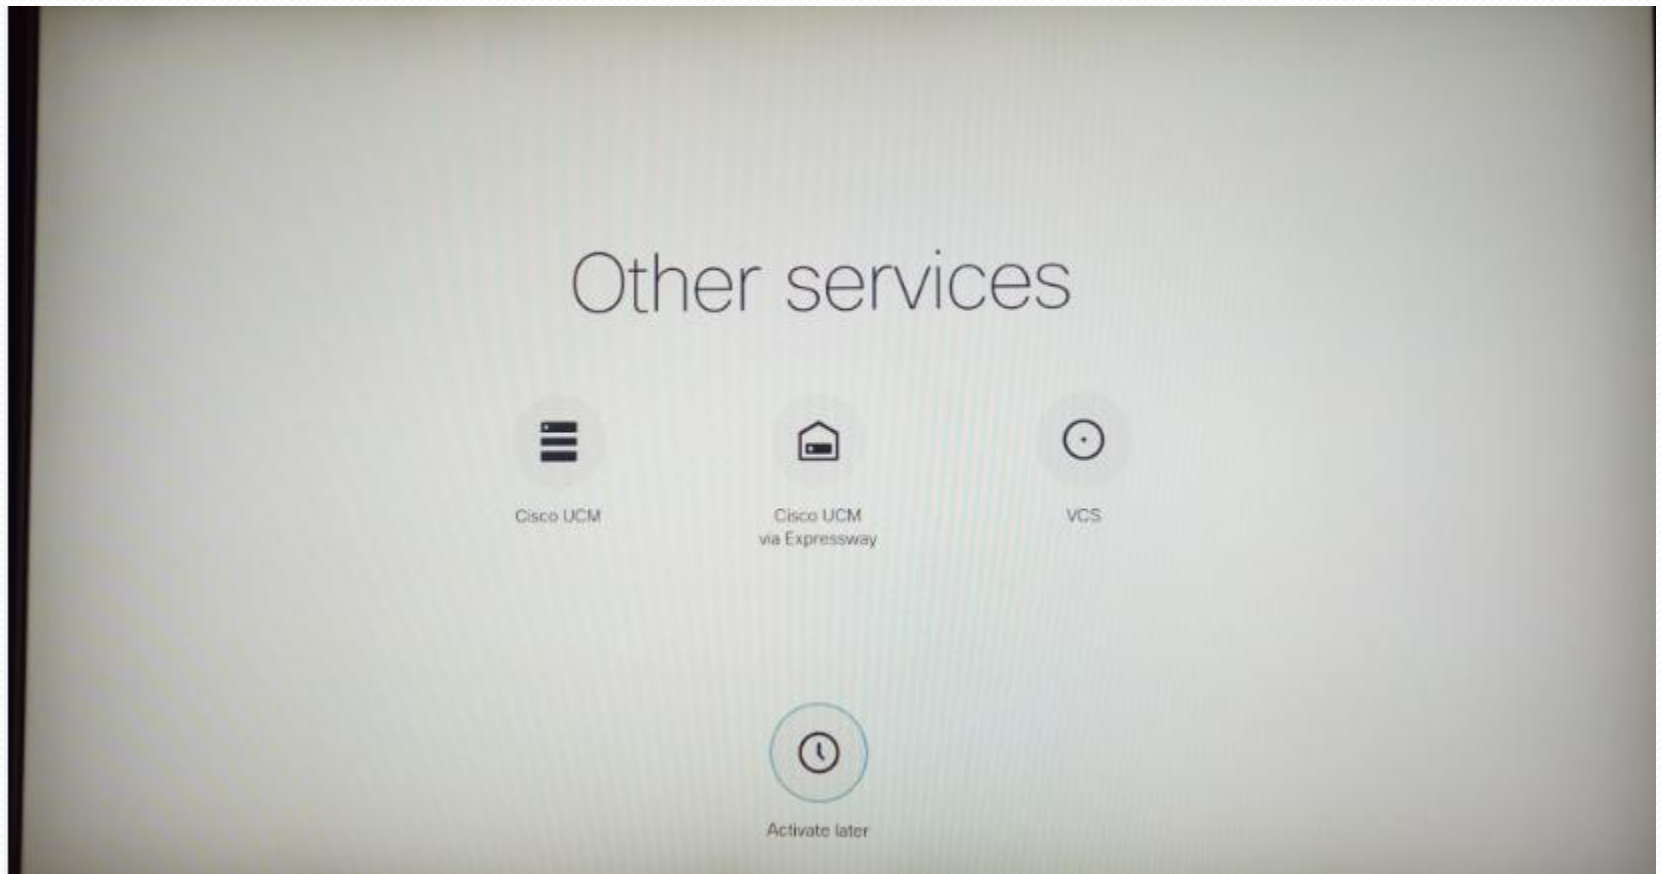 Other services
Cisco UCM
Cisco UCM
via Expressway
VCS
Activate later